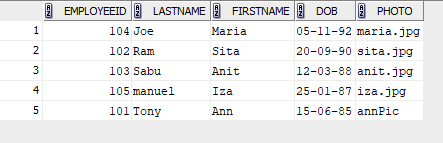 EMPLOYEEID LASTNAME FIRSTNAME DOB PHOTO
1 104 Joe Maria 05-11-92 maria.jpg
2 102 Ram Sita 20-09-90 sita.jpg
3 103 Sabu Anit 12-03-88 anit.jpg
4 105 manuel Iza 25-01-87 iza.jpg
5 101 Tony Ann 15-06-85 annPic